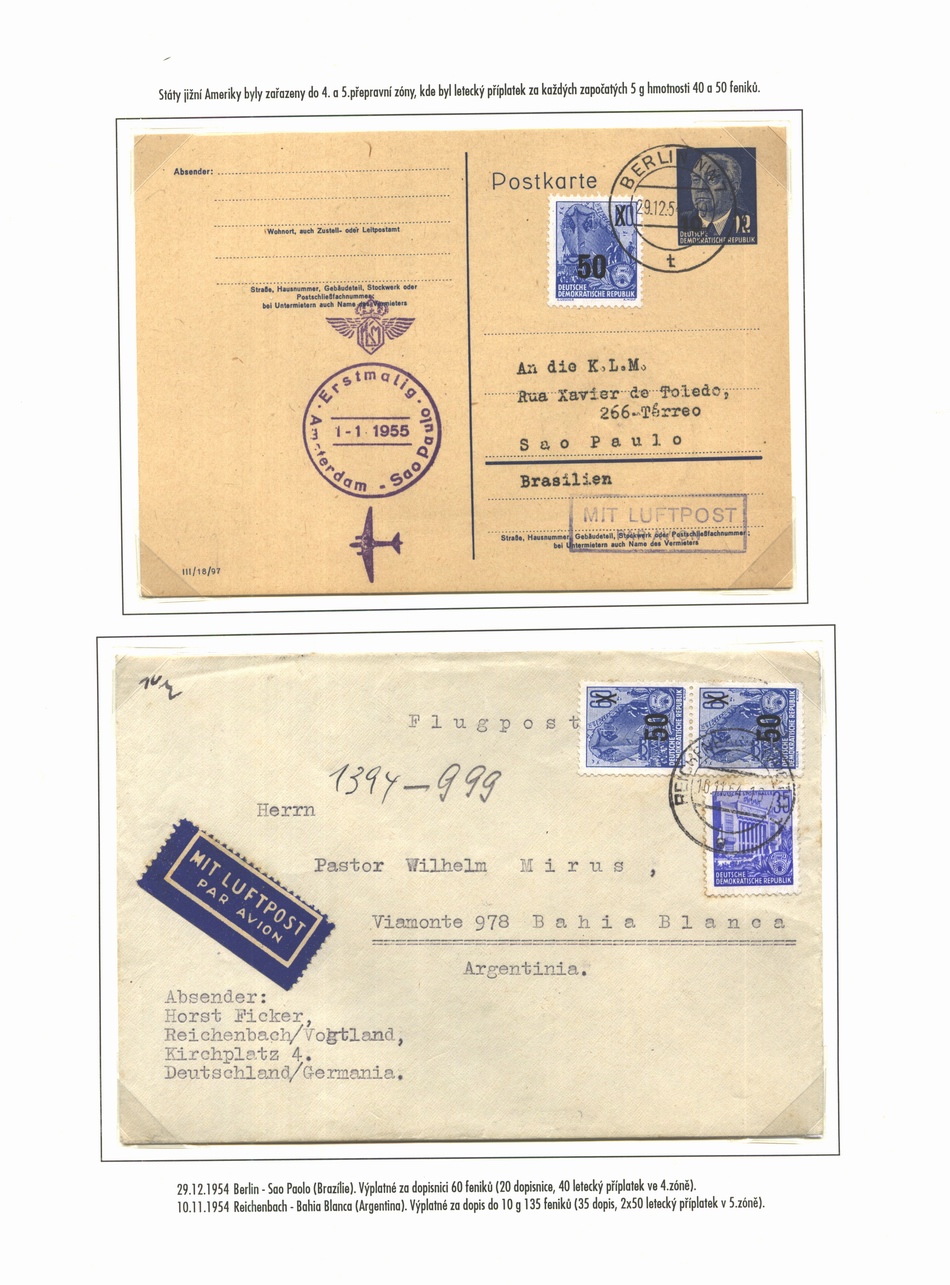 Státy jižní Ameriky byly zařazeny do 4. a 5.přepravní zóny, kde byl letecký příplatek za každých započatých 5 g hmotnosti 40 a 50 feniků.
Absender:
Wohnort, auch Zustell- oder Leitpostamt
Straße, Hausnummer, Gebäudeteil, Stockwerk oder
Postschließfachnummer;
bei Untermietern auch Name des Vermieters
Erstmalig
1-1 1955
Amsterdam - Sao Paulo
III/18/97
Postkarte
BERLIN NW7
29.12.5
t
50
DEUTSCHE
DEMOKRATISCHE REPUBLIK
12
DEUTSCHE
DEMOKRATISCHE REPUBLIK
An die K.L.M.
Rua Xavier de Toledo,
266-Térreo
Sao Paulo
Brasilien
MIT LUFTPOST
Straße, Hausnummer, Gebäudeteil, Stockwerk oder Postschließfachnummer;
bei Untermietern auch Name des Vermieters
Flugpost
50
DEUTSCHE
DEMOKRATISCHE REPUBLIK
50
DEUTSCHE
DEMOKRATISCHE REPUBLIK
1394-999
35
DEUTSCHE
DEMOKRATISCHE REPUBLIK
Herrn
Pastor Wilhelm Mirus,
Viamonte 978 Bahia Blanca
Argentinia.
MIT LUFTPOST
PAR AVION
Absender:
Horst Ficker,
Reichenbach/Vogtland,
Kirchplatz 4.
Deutschland/Germania.
29.12.1954 Berlin - Sao Paolo (Brazílie). Výplatné za dopisnici 60 feniků (20 dopisnice, 40 letecký příplatek ve 4.zóně).
10.11.1954 Reichenbach - Bahia Blanca (Argentina). Výplatné za dopis do 10 g 135 feniků (35 dopis, 2x50 letecký příplatek v 5.zóně).